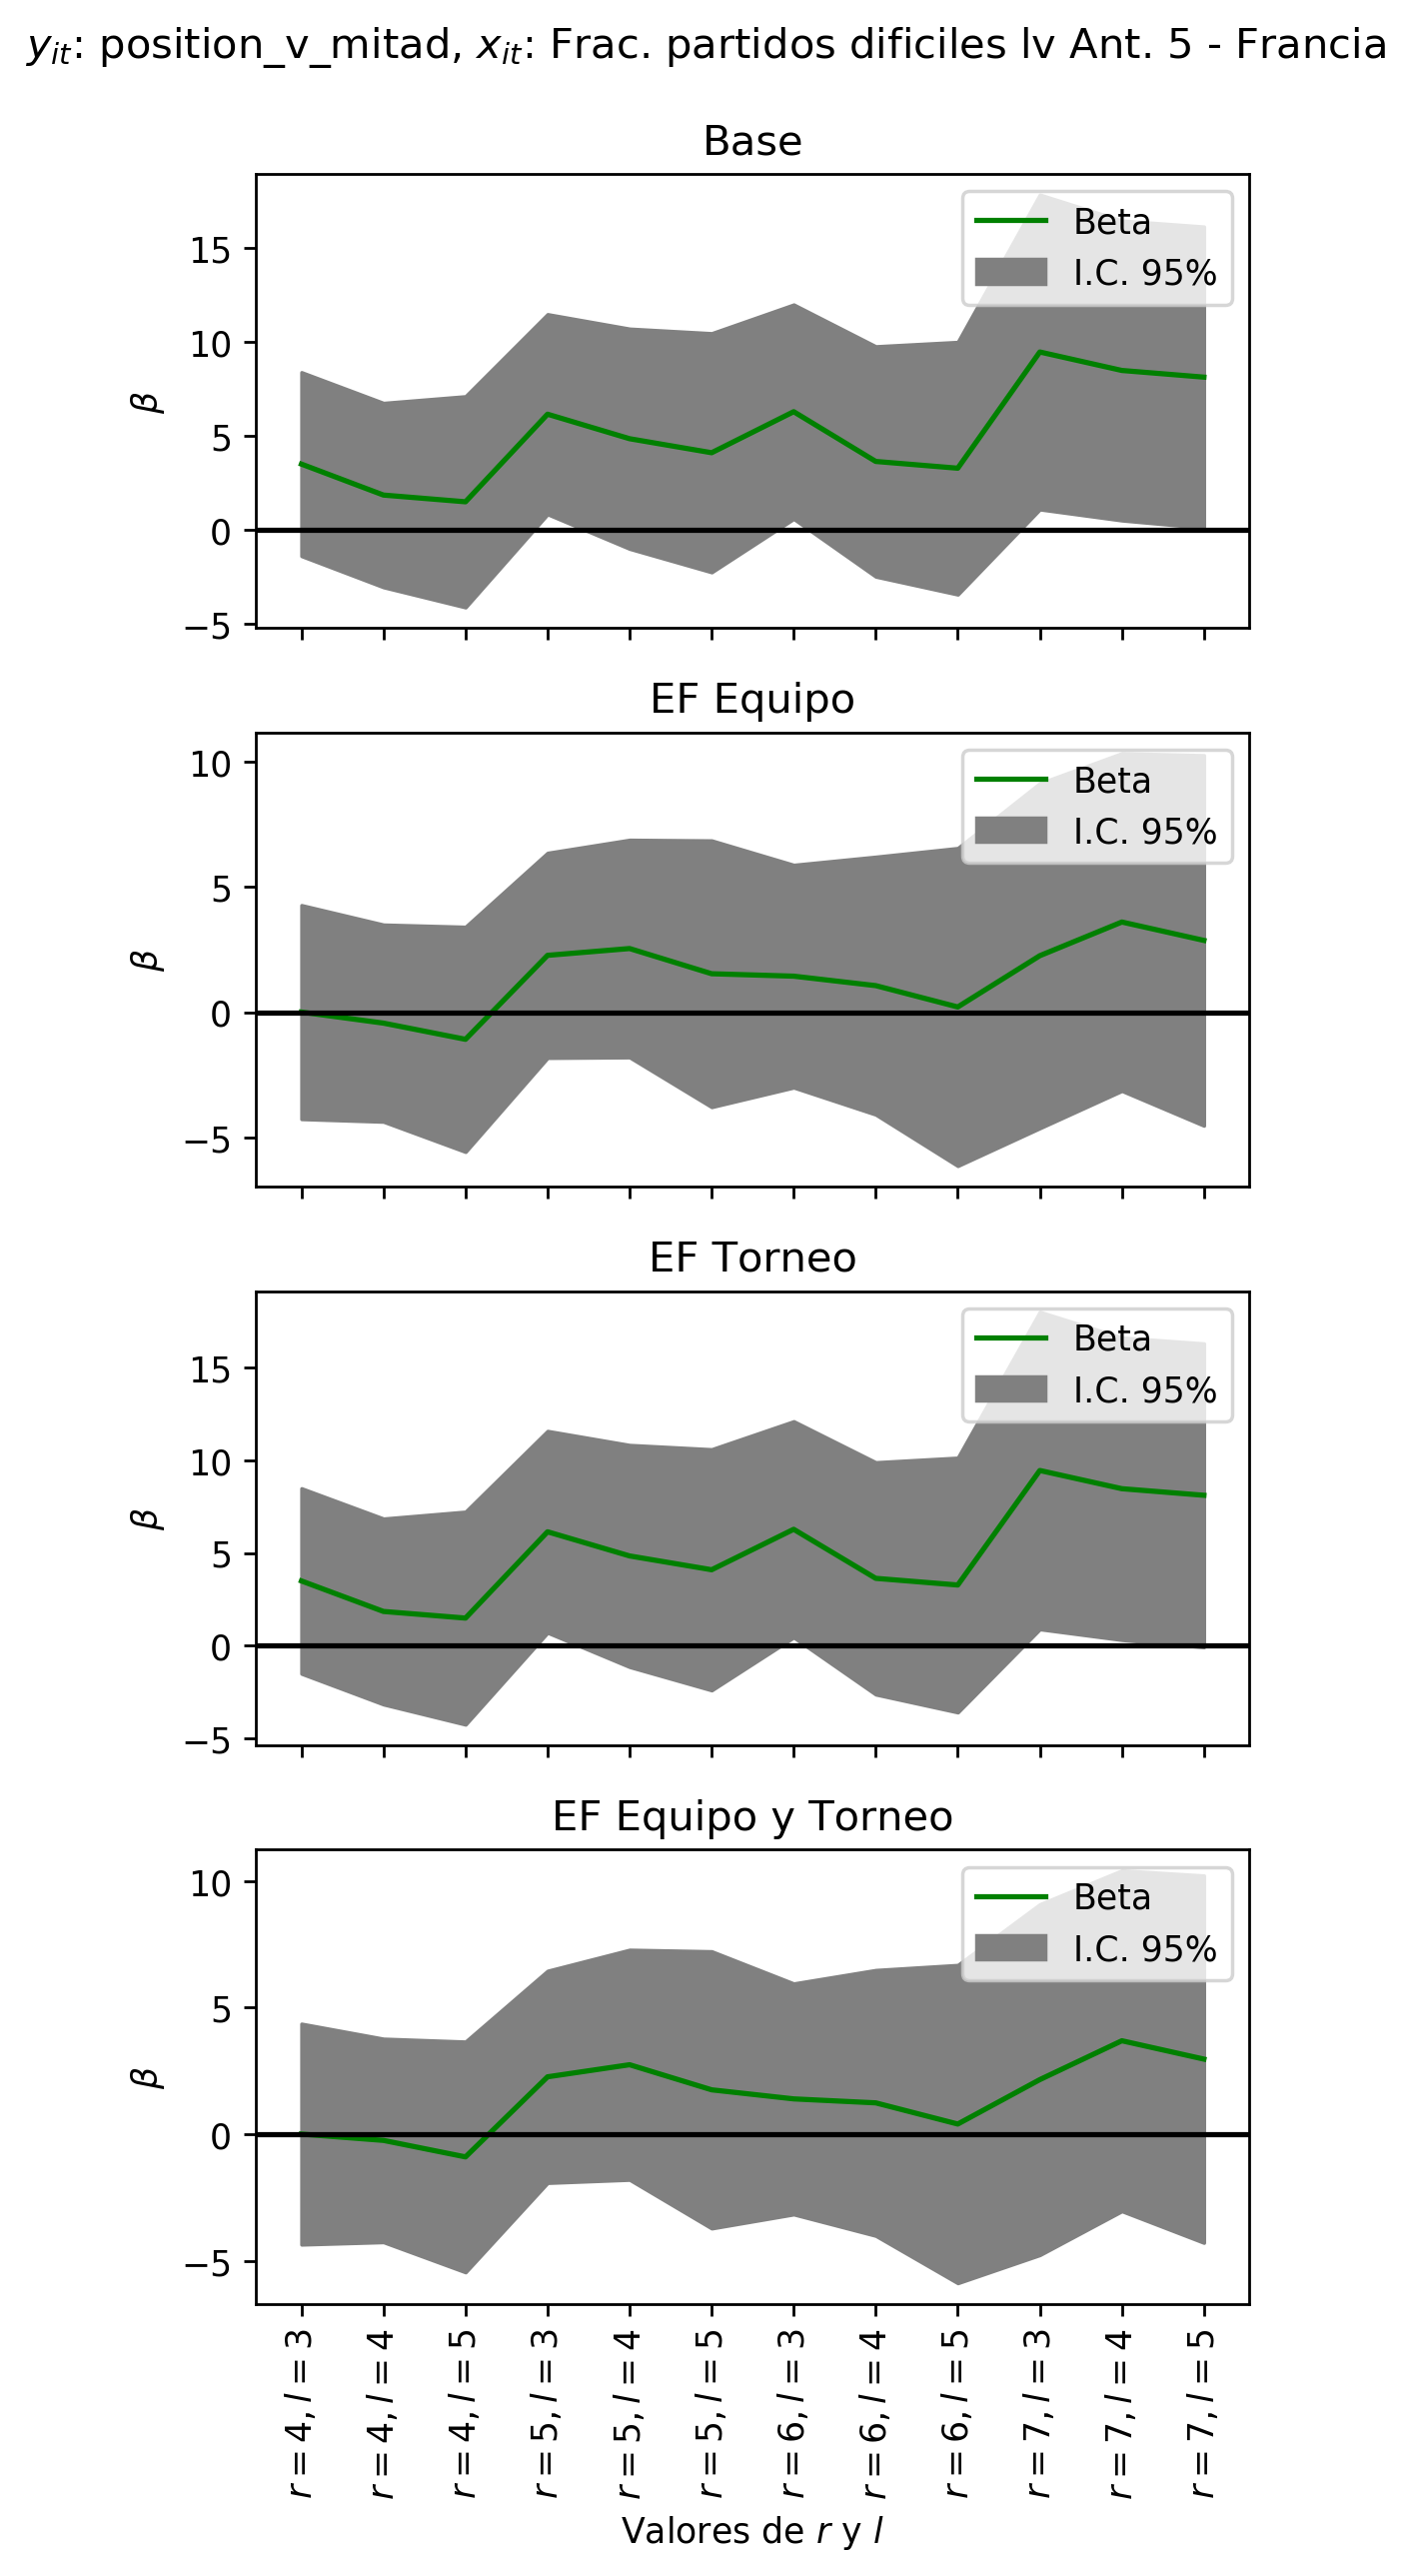 y_it: position_v_mitad, x_it: Frac. partidos dificiles lv Ant. 5 - Francia
Base
Beta
I.C. 95%
15
10
5
0
−5
β
EF Equipo
Beta
I.C. 95%
10
5
0
−5
β
EF Torneo
Beta
I.C. 95%
15
10
5
0
−5
β
EF Equipo y Torneo
Beta
I.C. 95%
10
5
0
−5
β
r = 4, l = 3
r = 4, l = 4
r = 4, l = 5
r = 5, l = 3
r = 5, l = 4
r = 5, l = 5
r = 6, l = 3
r = 6, l = 4
r = 6, l = 5
r = 7, l = 3
r = 7, l = 4
r = 7, l = 5
Valores de r y l